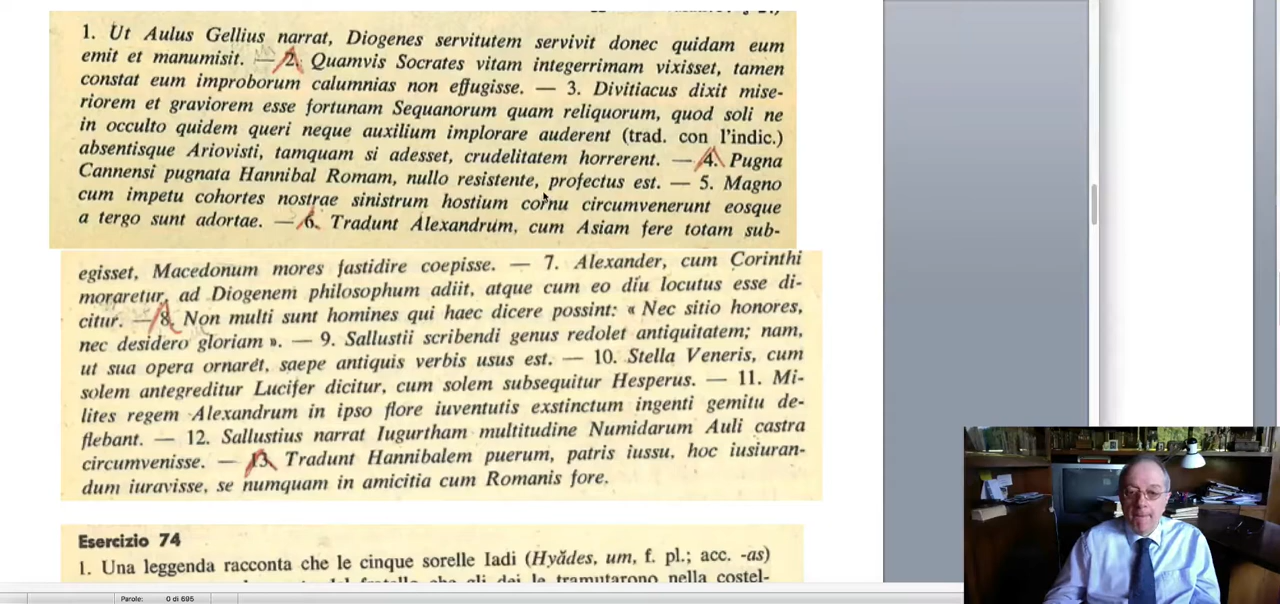 1. Ut Aulus Gellius narrat, Diogenes servitutem servivit donec quidam eum
emit et manumisit. — 2. Quamvis Socrates vitam integerrimam vixisset, tamen
constat eum improborum calumnias non effugisse. — 3. Divitiacus dixit mise-
riorem et graviorem esse fortunam Sequanorum quam reliquorum, quod soli ne
in occulto quidem queri neque auxilium implorare auderent (trad. con l'indic.)
absentisque Ariovisti, tamquam si adesset, crudelitatem horrerent. — 4. Pugna
Cannensi pugnata Hannibal Romam, nullo resistente, profectus est. — 5. Magno
cum impetu cohortes nostrae sinistrum hostium cornu circumvenerunt eosque
a tergo sunt adortae. — 6. Tradunt Alexandrum, cum Asiam fere totam sub-
egisset, Macedonum mores fastidire coepisse. — 7. Alexander, cum Corinthi
moraretur, ad Diogenem philosophum adiit, atque cum eo diu locutus esse di-
citur. — 8. Non multi sunt homines qui haec dicere possint: « Nec sitio honores,
nec desidero gloriam ». — 9. Sallustii scribendi genus redolet antiquitatem; nam,
ut sua opera ornaret, saepe antiquis verbis usus est. — 10. Stella Veneris, cum
solem antegreditur Lucifer dicitur, cum solem subsequitur Hesperus. — 11. Mi-
lites regem Alexandrum in ipso flore iuventutis exstinctum ingenti gemitu de-
flebant. — 12. Sallustius narrat Iugurtham multitudine Numidarum Auli castra
circumvenisse. — 13. Tradunt Hannibalem puerum, patris iussu, hoc iusiuran-
dum iuravisse, se numquam in amicitia cum Romanis fore.
Esercizio 74
1. Una leggenda racconta che le cinque sorelle Iadi (Hyădes, um, f. pl.; acc. -as)
che gli dei le tramutarono nella costel-
Parole: 0 di 695